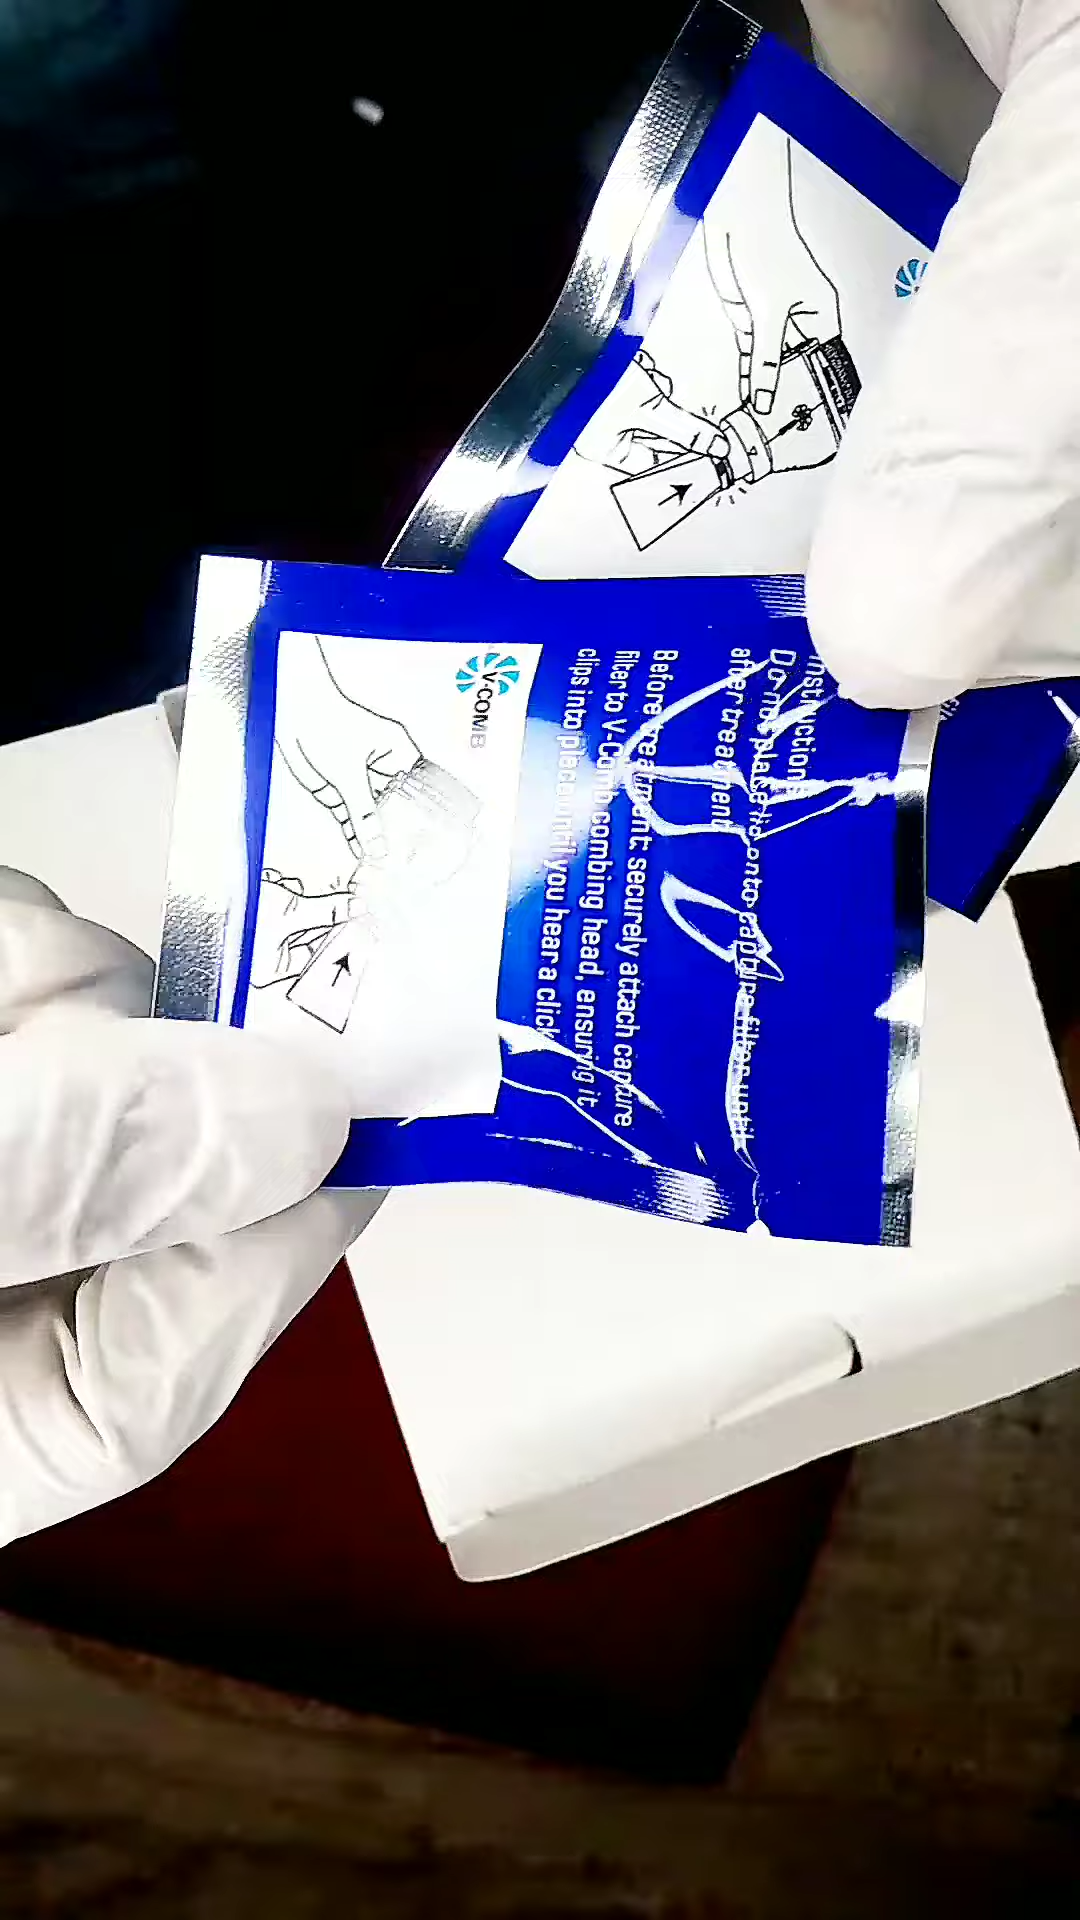 V-COMB
Instructions
Do not place lid onto capture filter until
after treatment
Before treatment: securely attach capture
filter to V-Comb combing head, ensuring it
clips into place until you hear a click